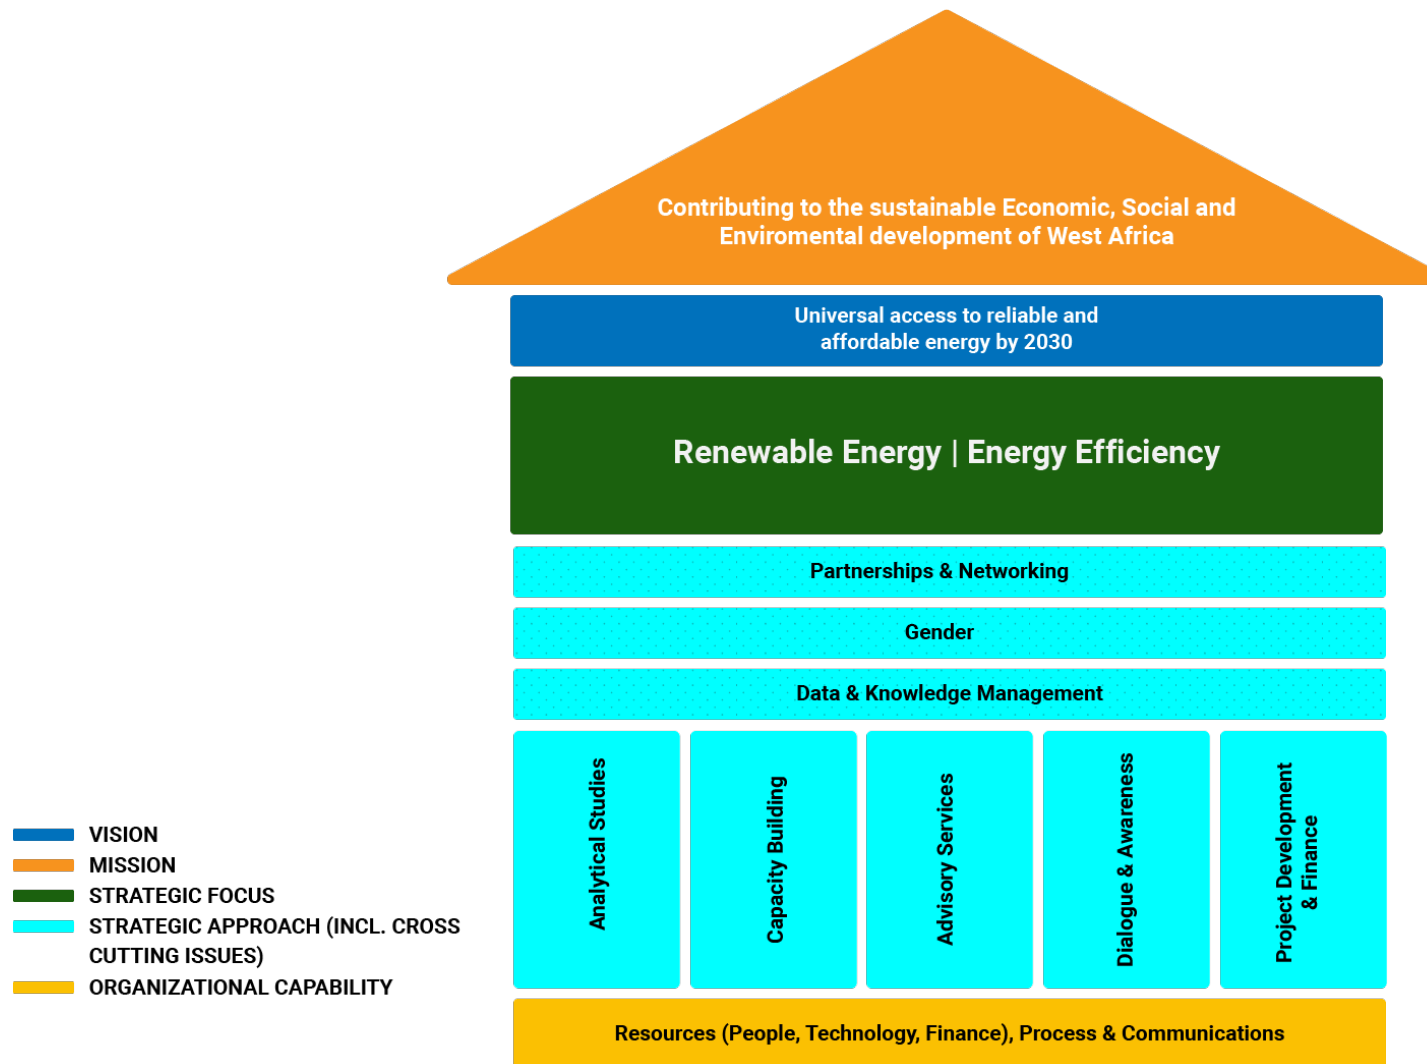 Contributing to the sustainable Economic, Social and
Enviromental development of West Africa
Universal access to reliable and
affordable energy by 2030
Renewable Energy | Energy Efficiency
Partnerships & Networking
Gender
Data & Knowledge Management
Analytical Studies
Capacity Building
Advisory Services
Dialogue & Awareness
Project Development
& Finance
Resources (People, Technology, Finance), Process & Communications
VISION
MISSION
STRATEGIC FOCUS
STRATEGIC APPROACH (INCL. CROSS
CUTTING ISSUES)
ORGANIZATIONAL CAPABILITY